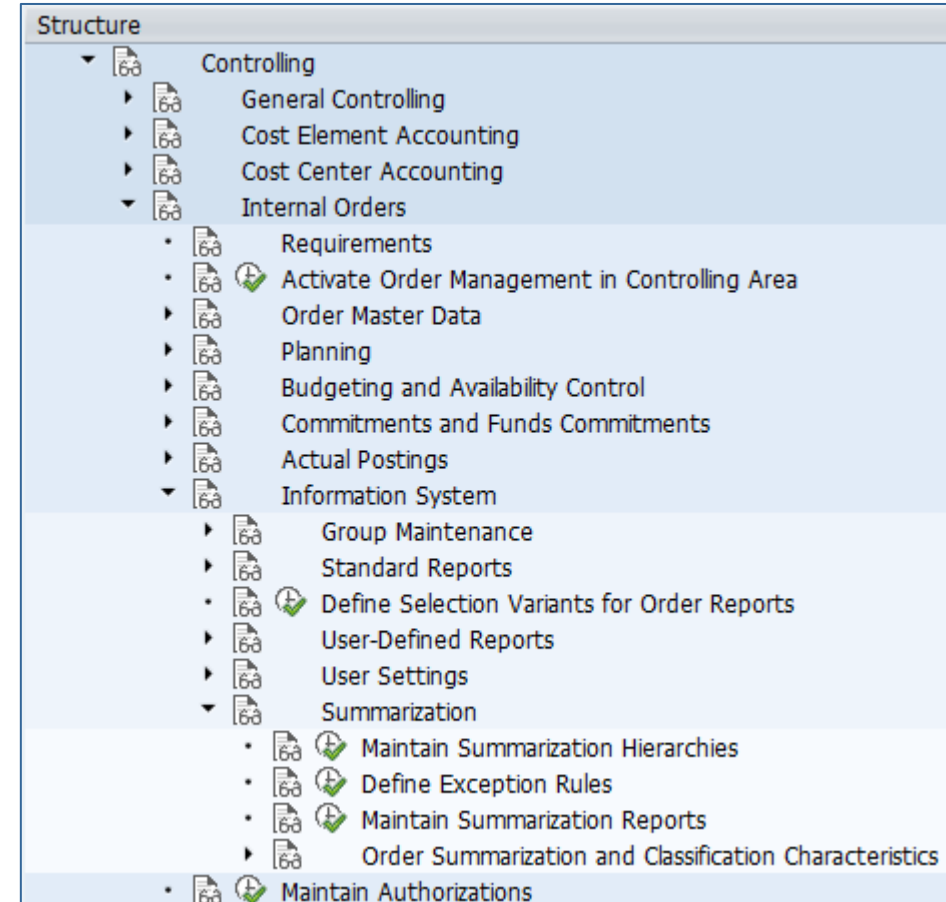 Structure
Controlling
General Controlling
Cost Element Accounting
Cost Center Accounting
Internal Orders
Requirements
Activate Order Management in Controlling Area
Order Master Data
Planning
Budgeting and Availability Control
Commitments and Funds Commitments
Actual Postings
Information System
Group Maintenance
Standard Reports
Define Selection Variants for Order Reports
User-Defined Reports
User Settings
Summarization
Maintain Summarization Hierarchies
Define Exception Rules
Maintain Summarization Reports
Order Summarization and Classification Characteristics
Maintain Authorizations